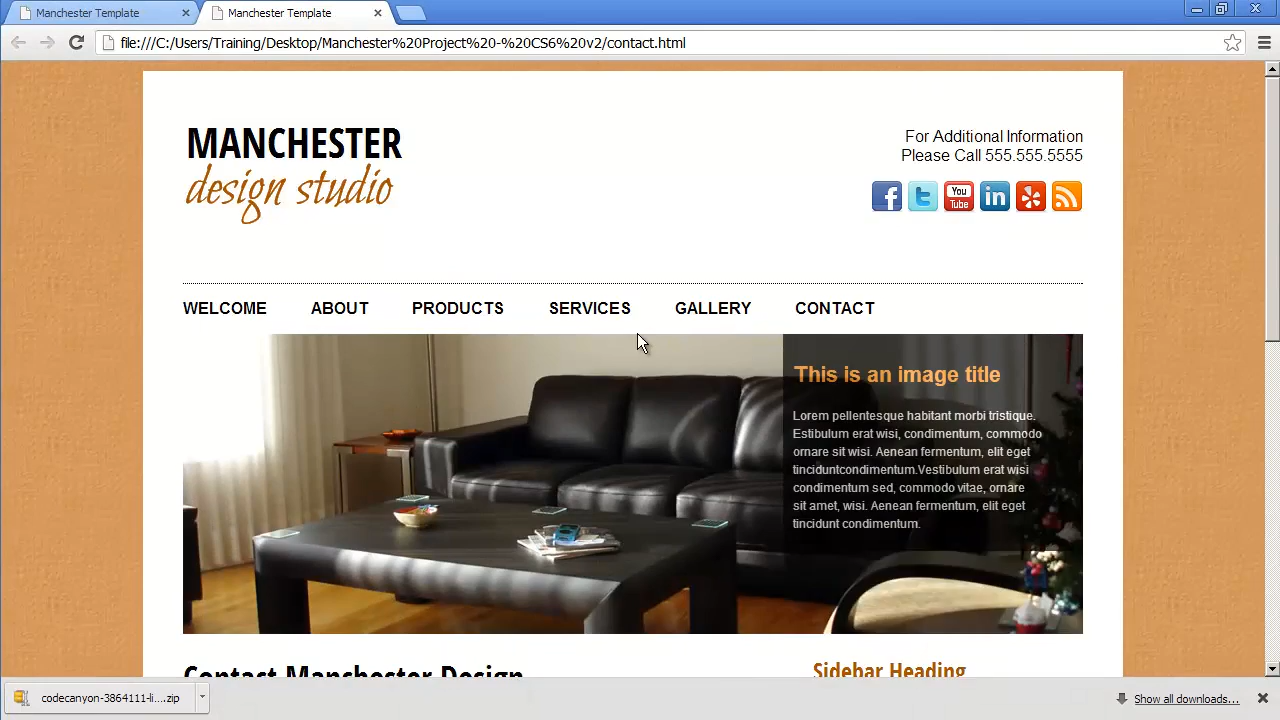 Manchester Template
Manchester Template
file:///C:/Users/Training/Desktop/Manchester%20Project%20-%20CS6%20v2/contact.html
MANCHESTER
design studio
For Additional Information
Please Call 555.555.5555
You
Tube
in
WELCOME ABOUT PRODUCTS SERVICES GALLERY CONTACT
This is an image title
Lorem pellentesque habitant morbi tristique.
Estibulum erat wisi, condimentum, commodo
ornare sit wisi. Aenean fermentum, elit eget
tinciduntcondimentum.Vestibulum erat wisi
condimentum sed, commodo vitae, ornare
sit amet, wisi. Aenean fermentum, elit eget
tincidunt condimentum.
Contact Manchester Design
Sidebar Heading
codecanyon-3864111-li....zip
Show all downloads...